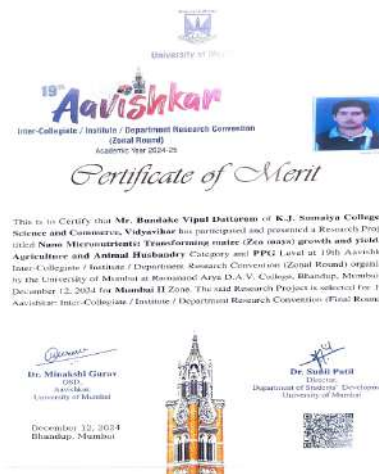 University of
19th
Aavishkar
Inter-Collegiate / Institute / Department Research Convention
(Zonal Round)
Academic Year 2024-25
Certificate of Merit
This is to Certify that Mr. Bundake Vipul Dattaram of K.J. Somaiya College
Science and Commerce, Vidyavihar has participated and presented a Research Proj
titled Nano Micronutrients: Transforming maize (Zea mays) growth and yield
Agriculture and Animal Husbandry Category and PPG Level at 19th Aavishk
Inter-Collegiate / Institute / Department Research Convention (Zonal Round) organiz
by the University of Mumbai at Ramanand Arya D.A.V. College, Bhandup, Mumbai
December 12, 2024 for Mumbai II Zone. The said Research Project is selected for 1
Aavishkar: Inter-Collegiate / Institute / Department Research Convention (Final Round
Dr. Minakshi Gurav
OSD,
Aavishkar
University of Mumbai
Dr. Sunil Patil
Director,
Department of Students' Developm
University of Mumbai
December 12, 2024
Bhandup, Mumbai